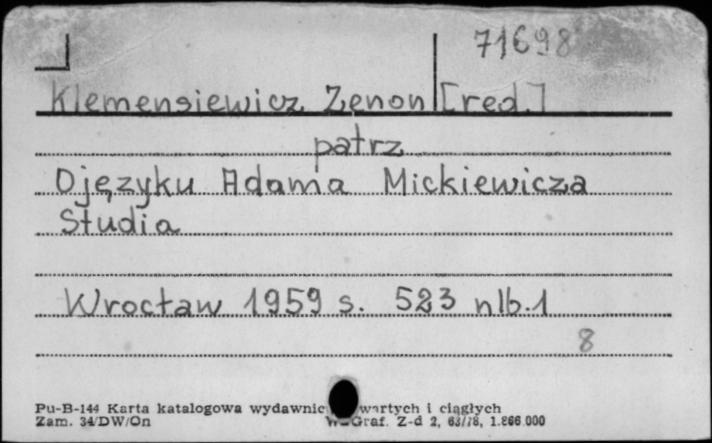 71698
Klemensiewicz Zenon [red.]
patrz
O języku Adama Mickiewicza
Studia
Wrocław 1959 s. 523 nlb.1
8
Pu-B-144 Karta katalogowa wydawnic wartych i ciągłych
Zam. 34/DW/On W-Graf. Z-d 2, 63/78, 1.866 000